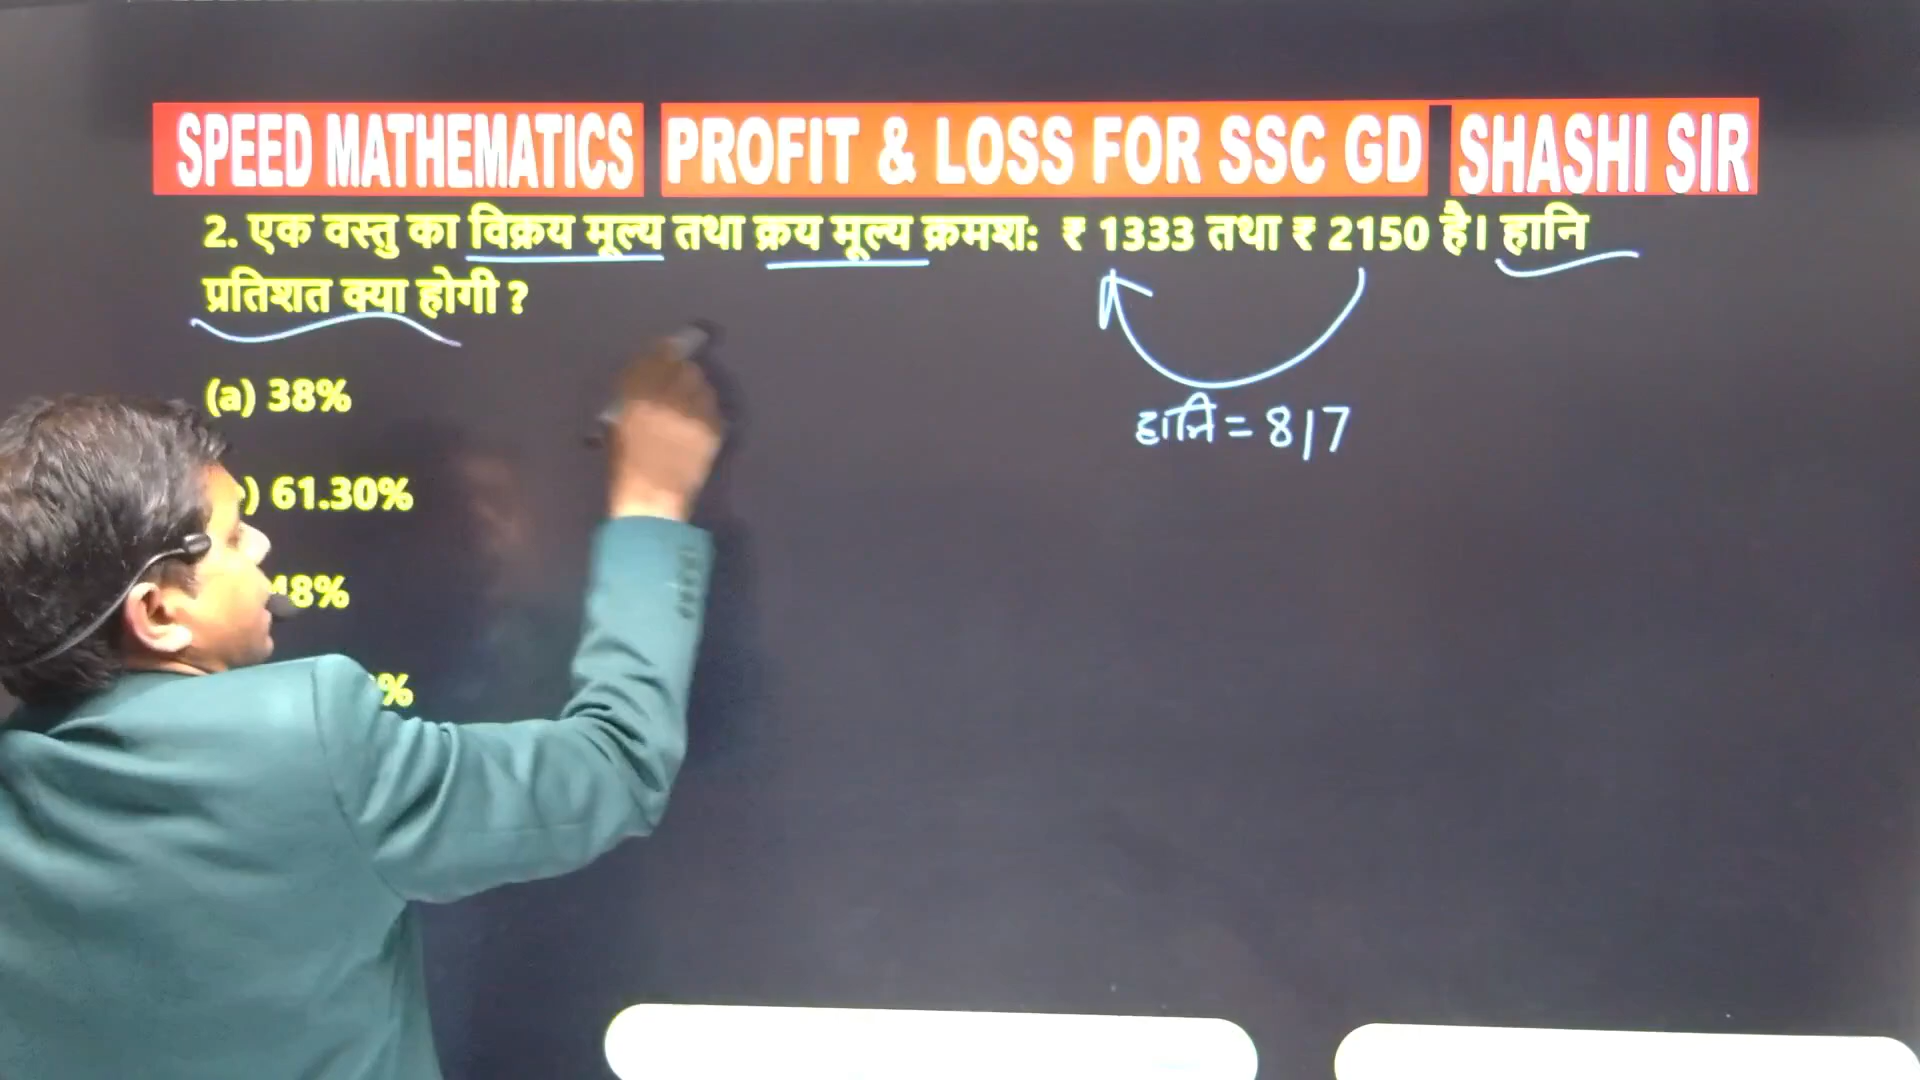 SPEED MATHEMATICS PROFIT & LOSS FOR SSC GD SHASHI SIR
2. एक वस्तु का विक्रय मूल्य तथा क्रय मूल्य क्रमश: ₹ 1333 तथा ₹ 2150 है। हानि
प्रतिशत क्या होगी ?
(a) 38%
हानि = 817
) 61.30%
48%
%